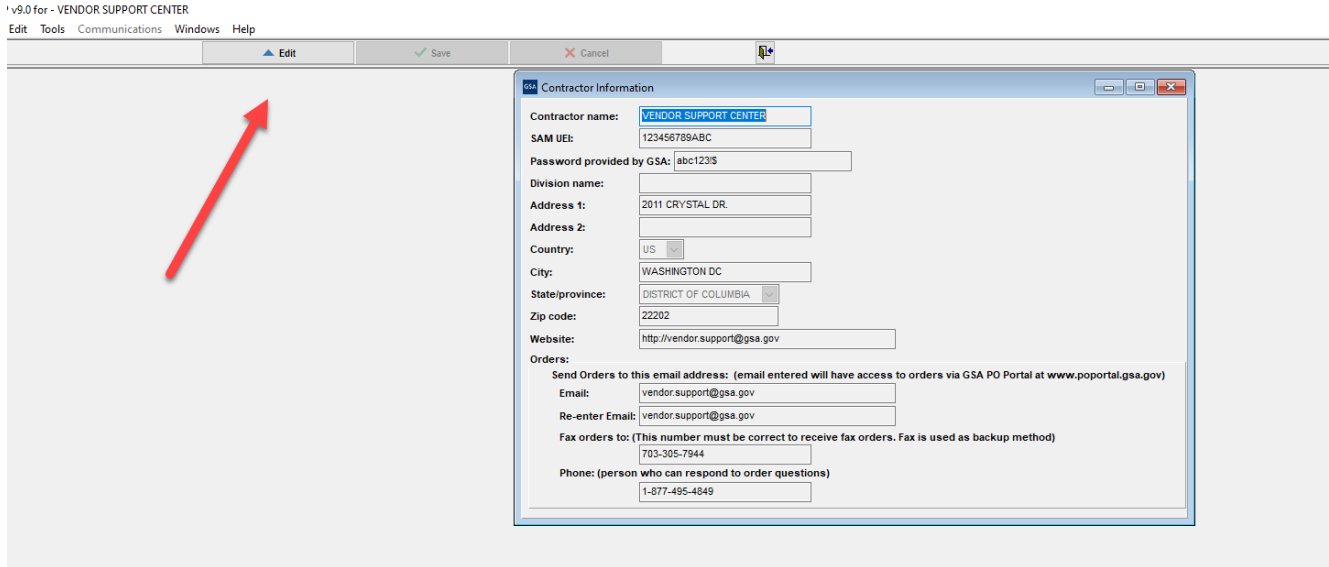 ' v9.0 for - VENDOR SUPPORT CENTER
Edit Tools Communications Windows Help
Edit Save Cancel
GSA Contractor Information
Contractor name: VENDOR SUPPORT CENTER
SAM UEI: 123456789ABC
Password provided by GSA: abc123!$
Division name:
Address 1: 2011 CRYSTAL DR.
Address 2:
Country: US
City: WASHINGTON DC
State/province: DISTRICT OF COLUMBIA
Zip code: 22202
Website: http://vendor.support@gsa.gov
Orders:
Send Orders to this email address: (email entered will have access to orders via GSA PO Portal at www.poportal.gsa.gov)
Email: vendor.support@gsa.gov
Re-enter Email: vendor.support@gsa.gov
Fax orders to: (This number must be correct to receive fax orders. Fax is used as backup method)
703-305-7944
Phone: (person who can respond to order questions)
1-877-495-4849